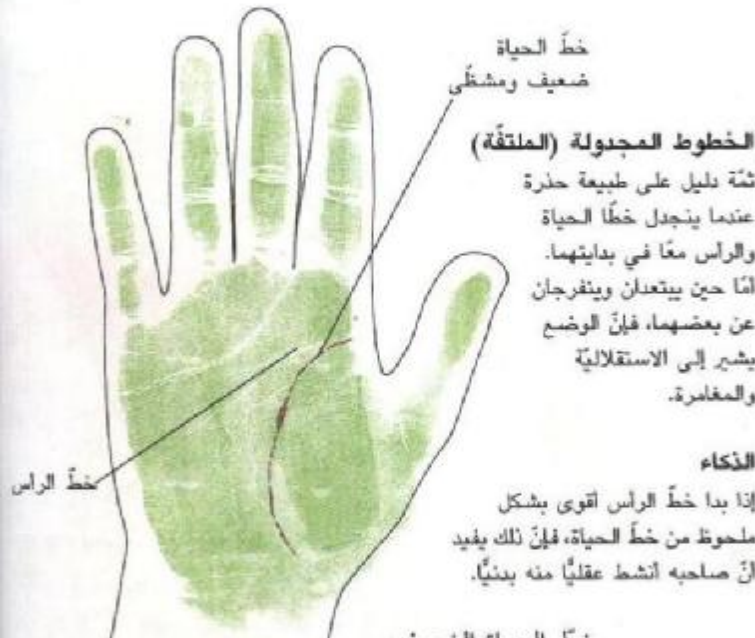 خطّ الحياة
ضعيف ومشظّى
الخطوط المجدولة (الملتفّة)
ثمّة دليل على طبيعة حذرة
عندما ينجدل خطّا الحياة
والرأس معًا في بدايتهما.
أمّا حين يبتعدان وينفرجان
عن بعضهما، فإنّ الوضع
يشير إلى الاستقلاليّة
والمغامرة.
خطّ الرأس
الذكاء
إذا بدا خطّ الرأس أقوى بشكل
ملحوظ من خطّ الحياة، فإنّ ذلك يفيد
أنّ صاحبه أنشط عقليًّا منه بدنيًّا.